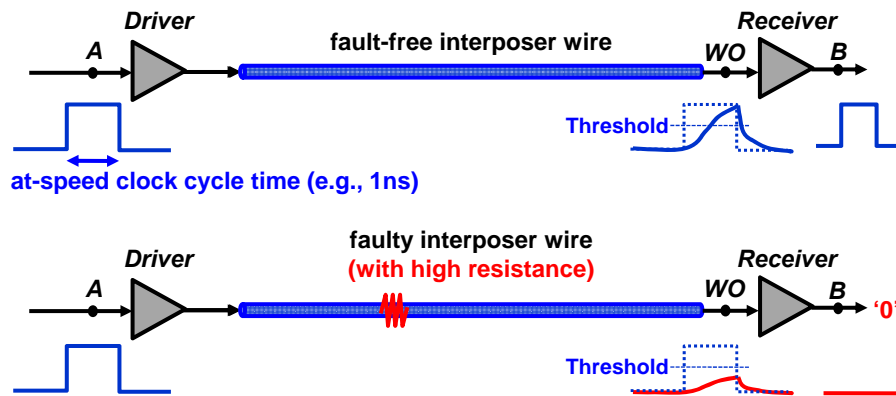 Driver
Receiver
A
fault-free interposer wire
WO
B
Threshold
at-speed clock cycle time (e.g., 1ns)
faulty interposer wire
(with high resistance)
Driver
Receiver
A
WO
B
‘0’
Threshold